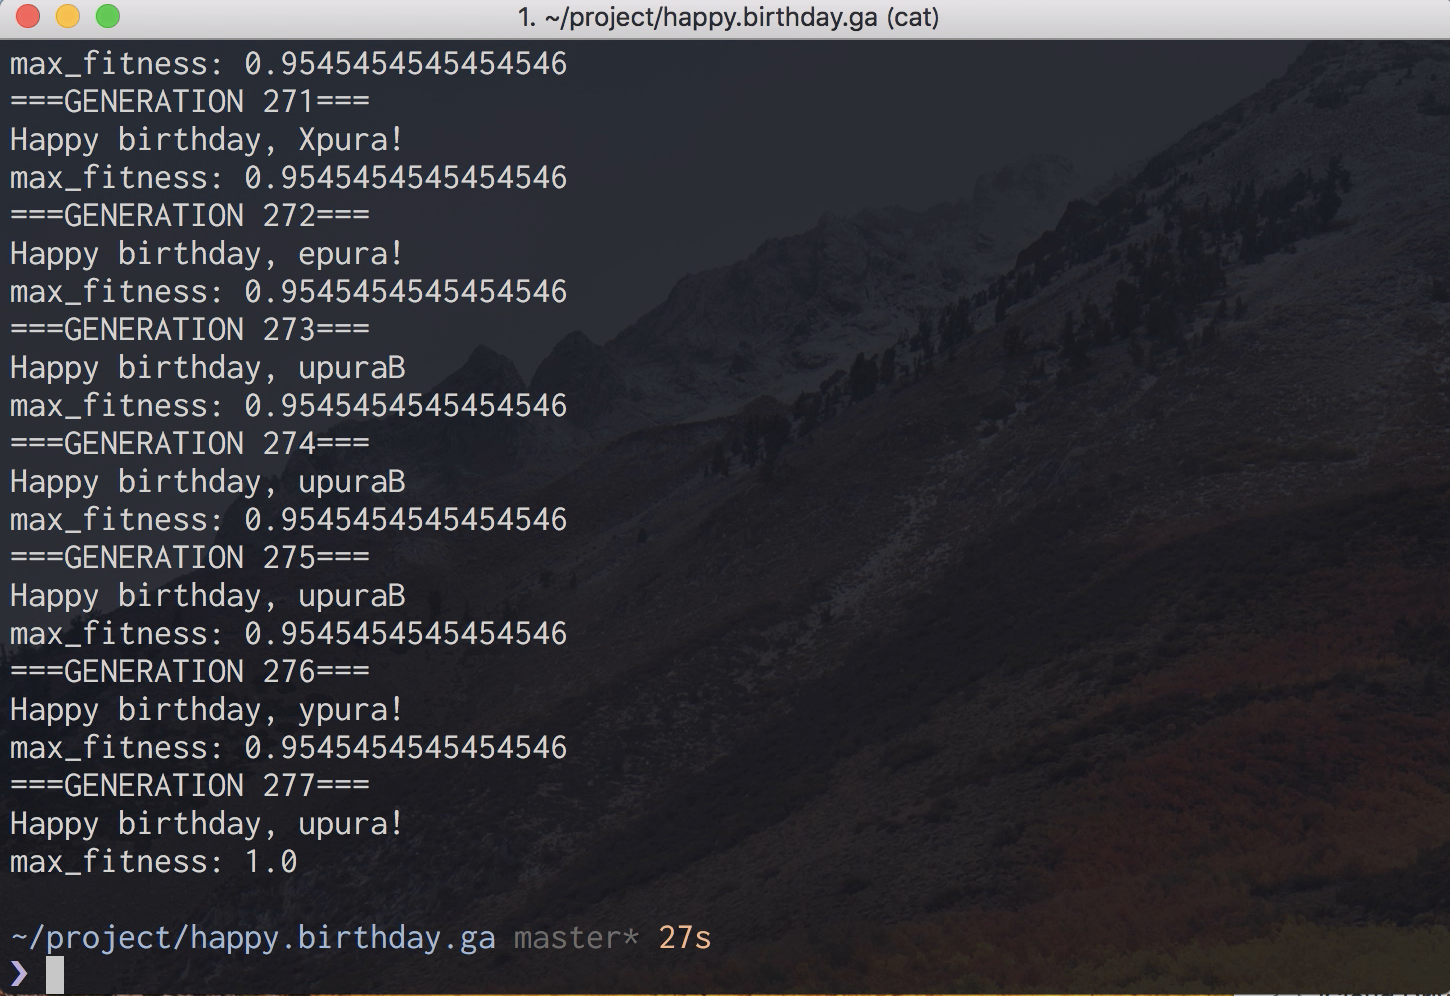 1. ~/project/happy.birthday.ga (cat)
max_fitness: 0.9545454545454546
===GENERATION 271===
Happy birthday, Xpura!
max_fitness: 0.9545454545454546
===GENERATION 272===
Happy birthday, epura!
max_fitness: 0.9545454545454546
===GENERATION 273===
Happy birthday, upuraB
max_fitness: 0.9545454545454546
===GENERATION 274===
Happy birthday, upuraB
max_fitness: 0.9545454545454546
===GENERATION 275===
Happy birthday, upuraB
max_fitness: 0.9545454545454546
===GENERATION 276===
Happy birthday, ypura!
max_fitness: 0.9545454545454546
===GENERATION 277===
Happy birthday, upura!
max_fitness: 1.0
~/project/happy.birthday.ga master* 27s
❯